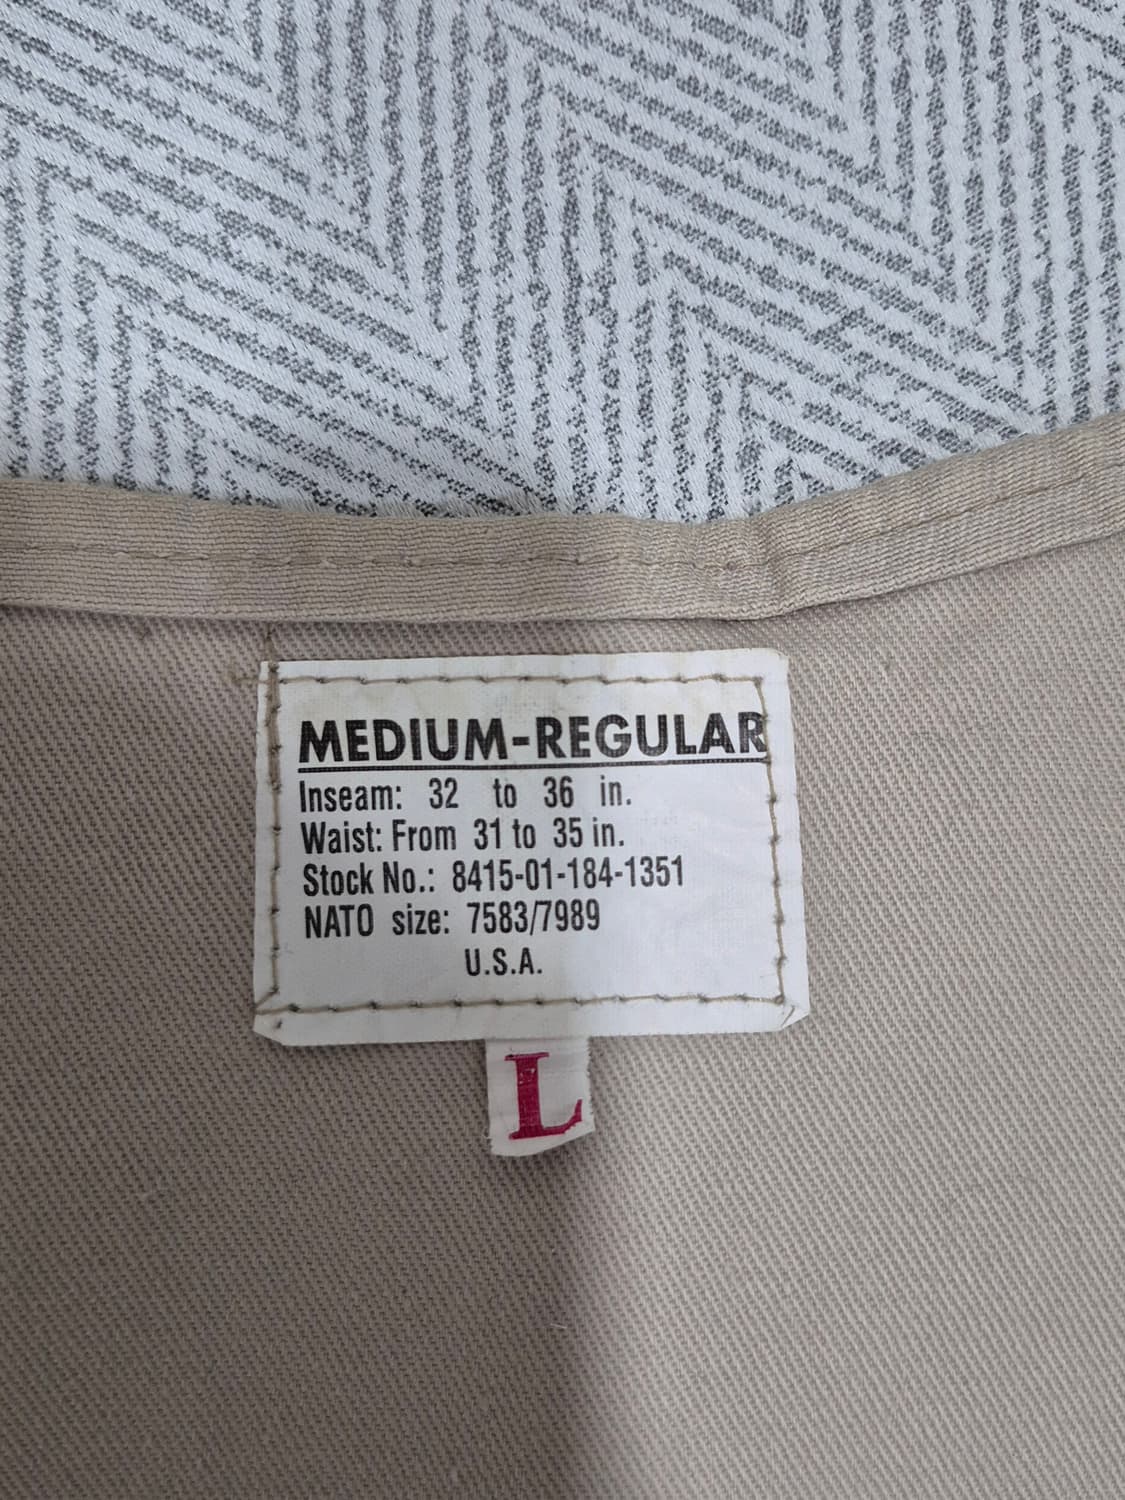 MEDIUM-REGULAR
Inseam: 32 to 36 in.
Waist: From 31 to 35 in.
Stock No.: 8415-01-184-1351
NATO size: 7583/7989
U.S.A.
L